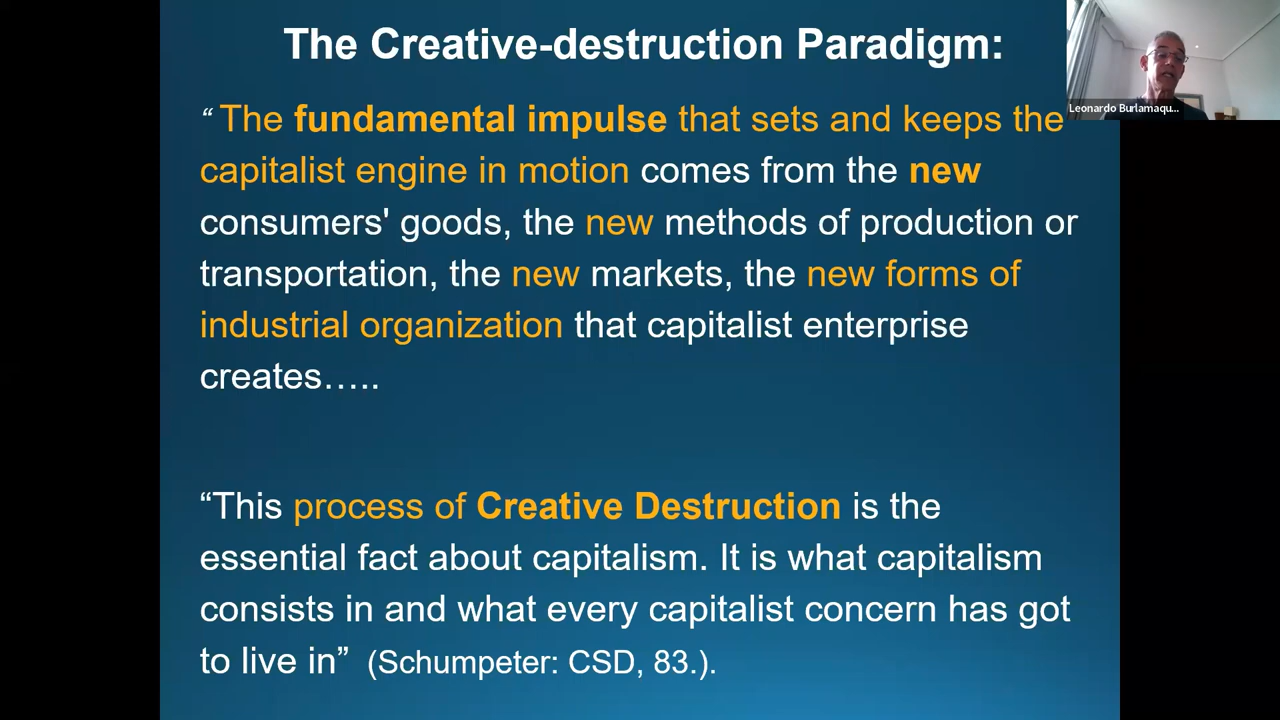 The Creative-destruction Paradigm:
Leonardo Burlamaqu...
“ The fundamental impulse that sets and keeps the
capitalist engine in motion comes from the new
consumers' goods, the new methods of production or
transportation, the new markets, the new forms of
industrial organization that capitalist enterprise
creates…..
“This process of Creative Destruction is the
essential fact about capitalism. It is what capitalism
consists in and what every capitalist concern has got
to live in” (Schumpeter: CSD, 83.).